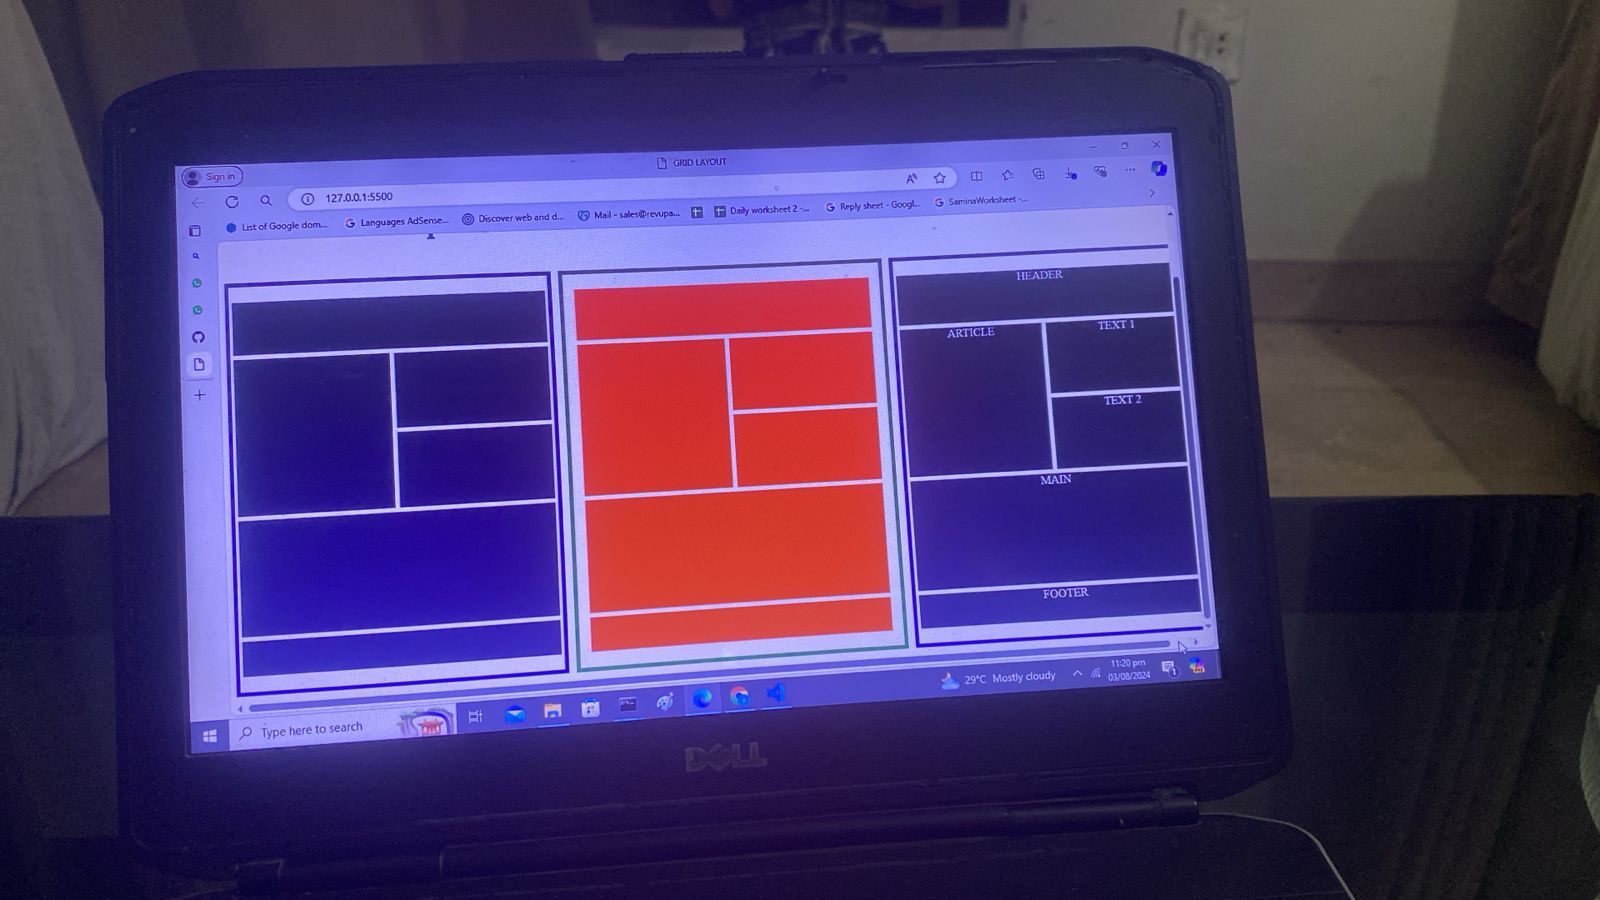 GRID LAYOUT
Sign in
127.0.0.1:5500
A
List of Google dom...
Languages AdSense...
Discover web and d...
Mail - sales@revupa...
Daily worksheet 2 -...
Reply sheet - Googl...
SaminaWorksheet -...
HEADER
ARTICLE
TEXT 1
TEXT 2
MAIN
FOOTER
Type here to search
29°C Mostly cloudy
11:20 pm
03/08/2024
1
DELL